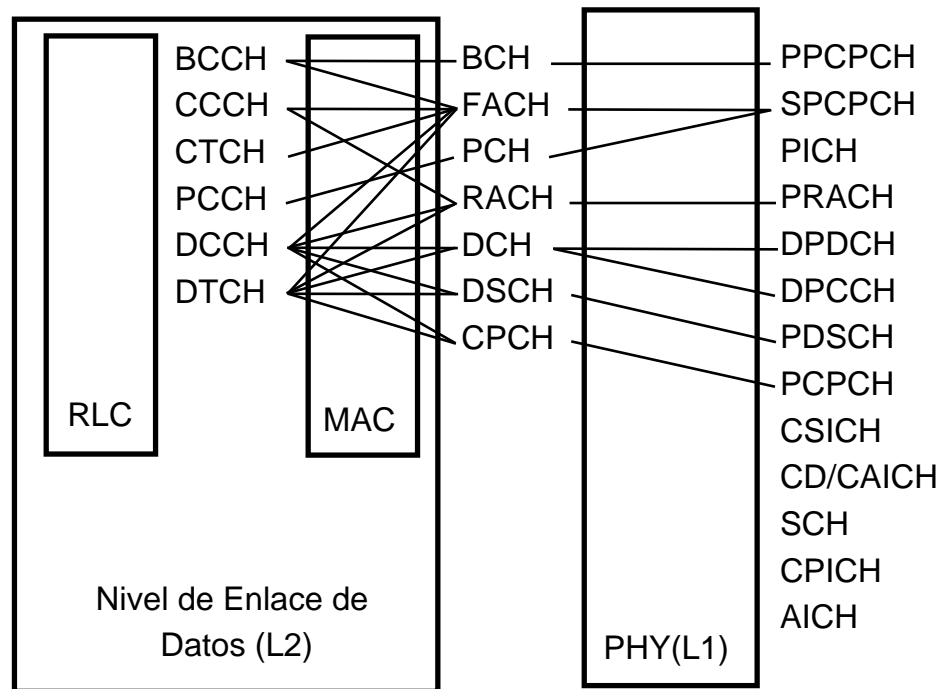 BCCH BCH PPCPCH
CCCH FACH SPCPCH
CTCH PCH PICH
PCCH RACH PRACH
DCCH DCH DPDCH
DTCH DSCH DPCCH
CPCH PDSCH
PCPCH
RLC MAC CSICH
CD/CAICH
SCH
CPICH
AICH
Nivel de Enlace de
Datos (L2)
PHY(L1)